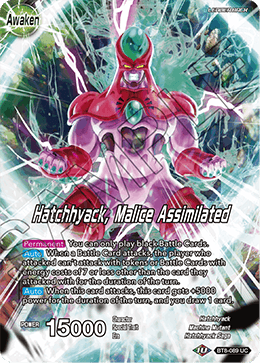 Awaken
Hatchhyack, Malice Assimilated
Permanent You can only play black Battle Cards.
Auto When a Battle Card attacks, the player who
attacked can't attack with tokens or Battle Cards with
energy costs of 7 or less other than the card they
attacked with for the duration of the turn.
Auto When this card attacks, this card gets +5000
power for the duration of the turn, and you draw 1 card.
POWER 15000
Character Hatchhyack
Special Trait Machine Mutant
Era Hatchhyack Saga
BT8-089 UC